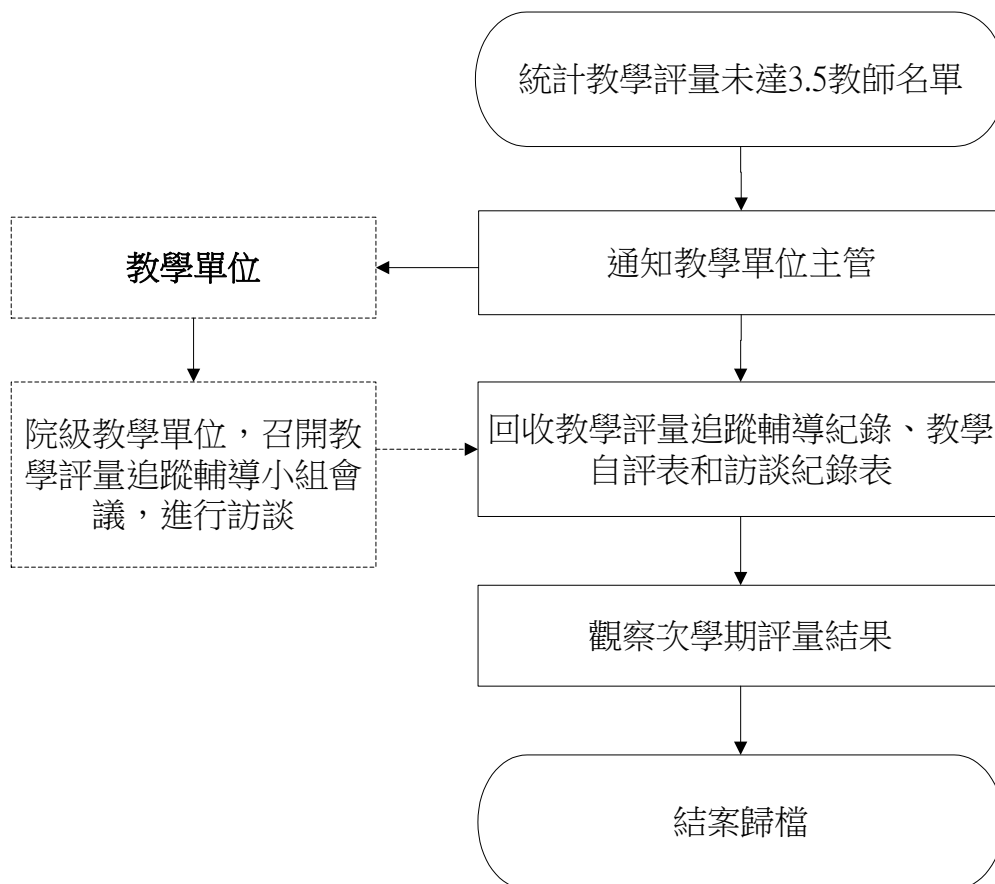 統計教學評量未達3.5教師名單
教學單位
通知教學單位主管
院級教學單位，召開教
學評量追蹤輔導小組會
議，進行訪談
回收教學評量追蹤輔導紀錄、教學
自評表和訪談紀錄表
觀察次學期評量結果
結案歸檔